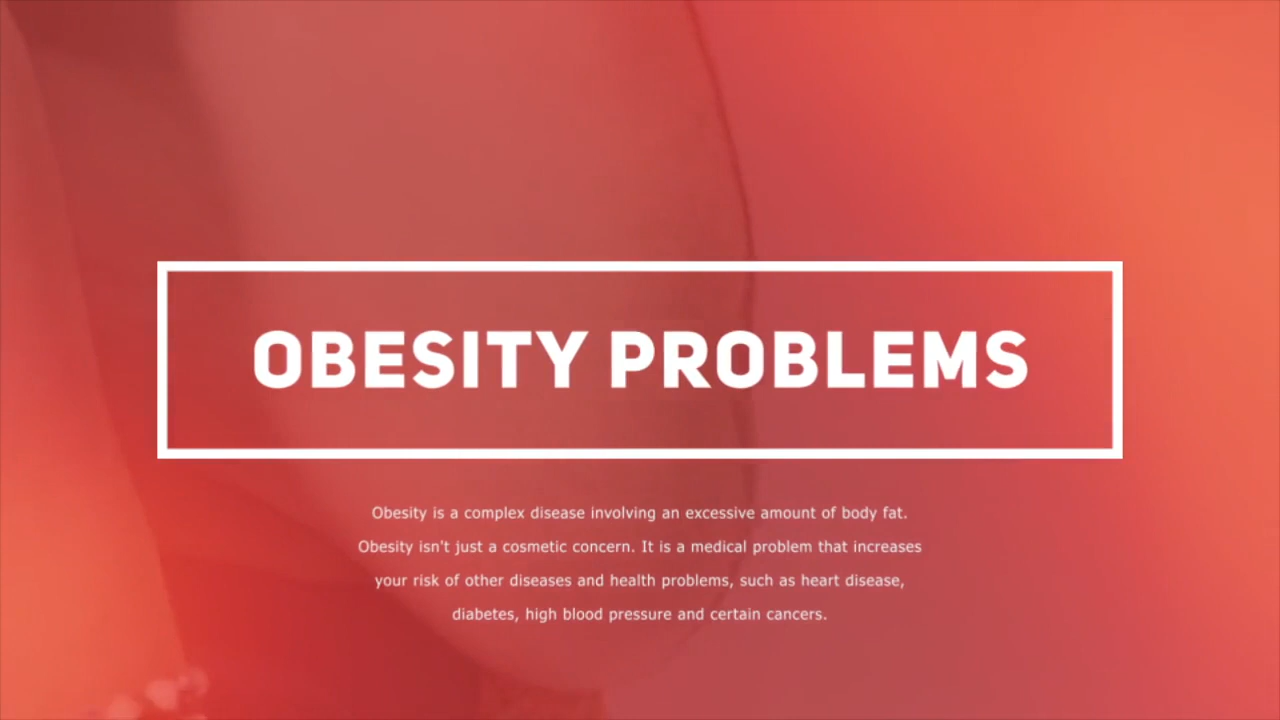 OBESITY PROBLEMS
Obesity is a complex disease involving an excessive amount of body fat.
Obesity isn't just a cosmetic concern. It is a medical problem that increases
your risk of other diseases and health problems, such as heart disease,
diabetes, high blood pressure and certain cancers.